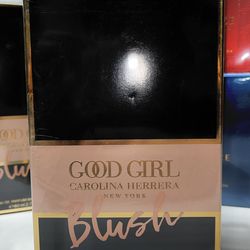 GOOD GIRL
CAROLINA HERRERA
NEW YORK
Blush